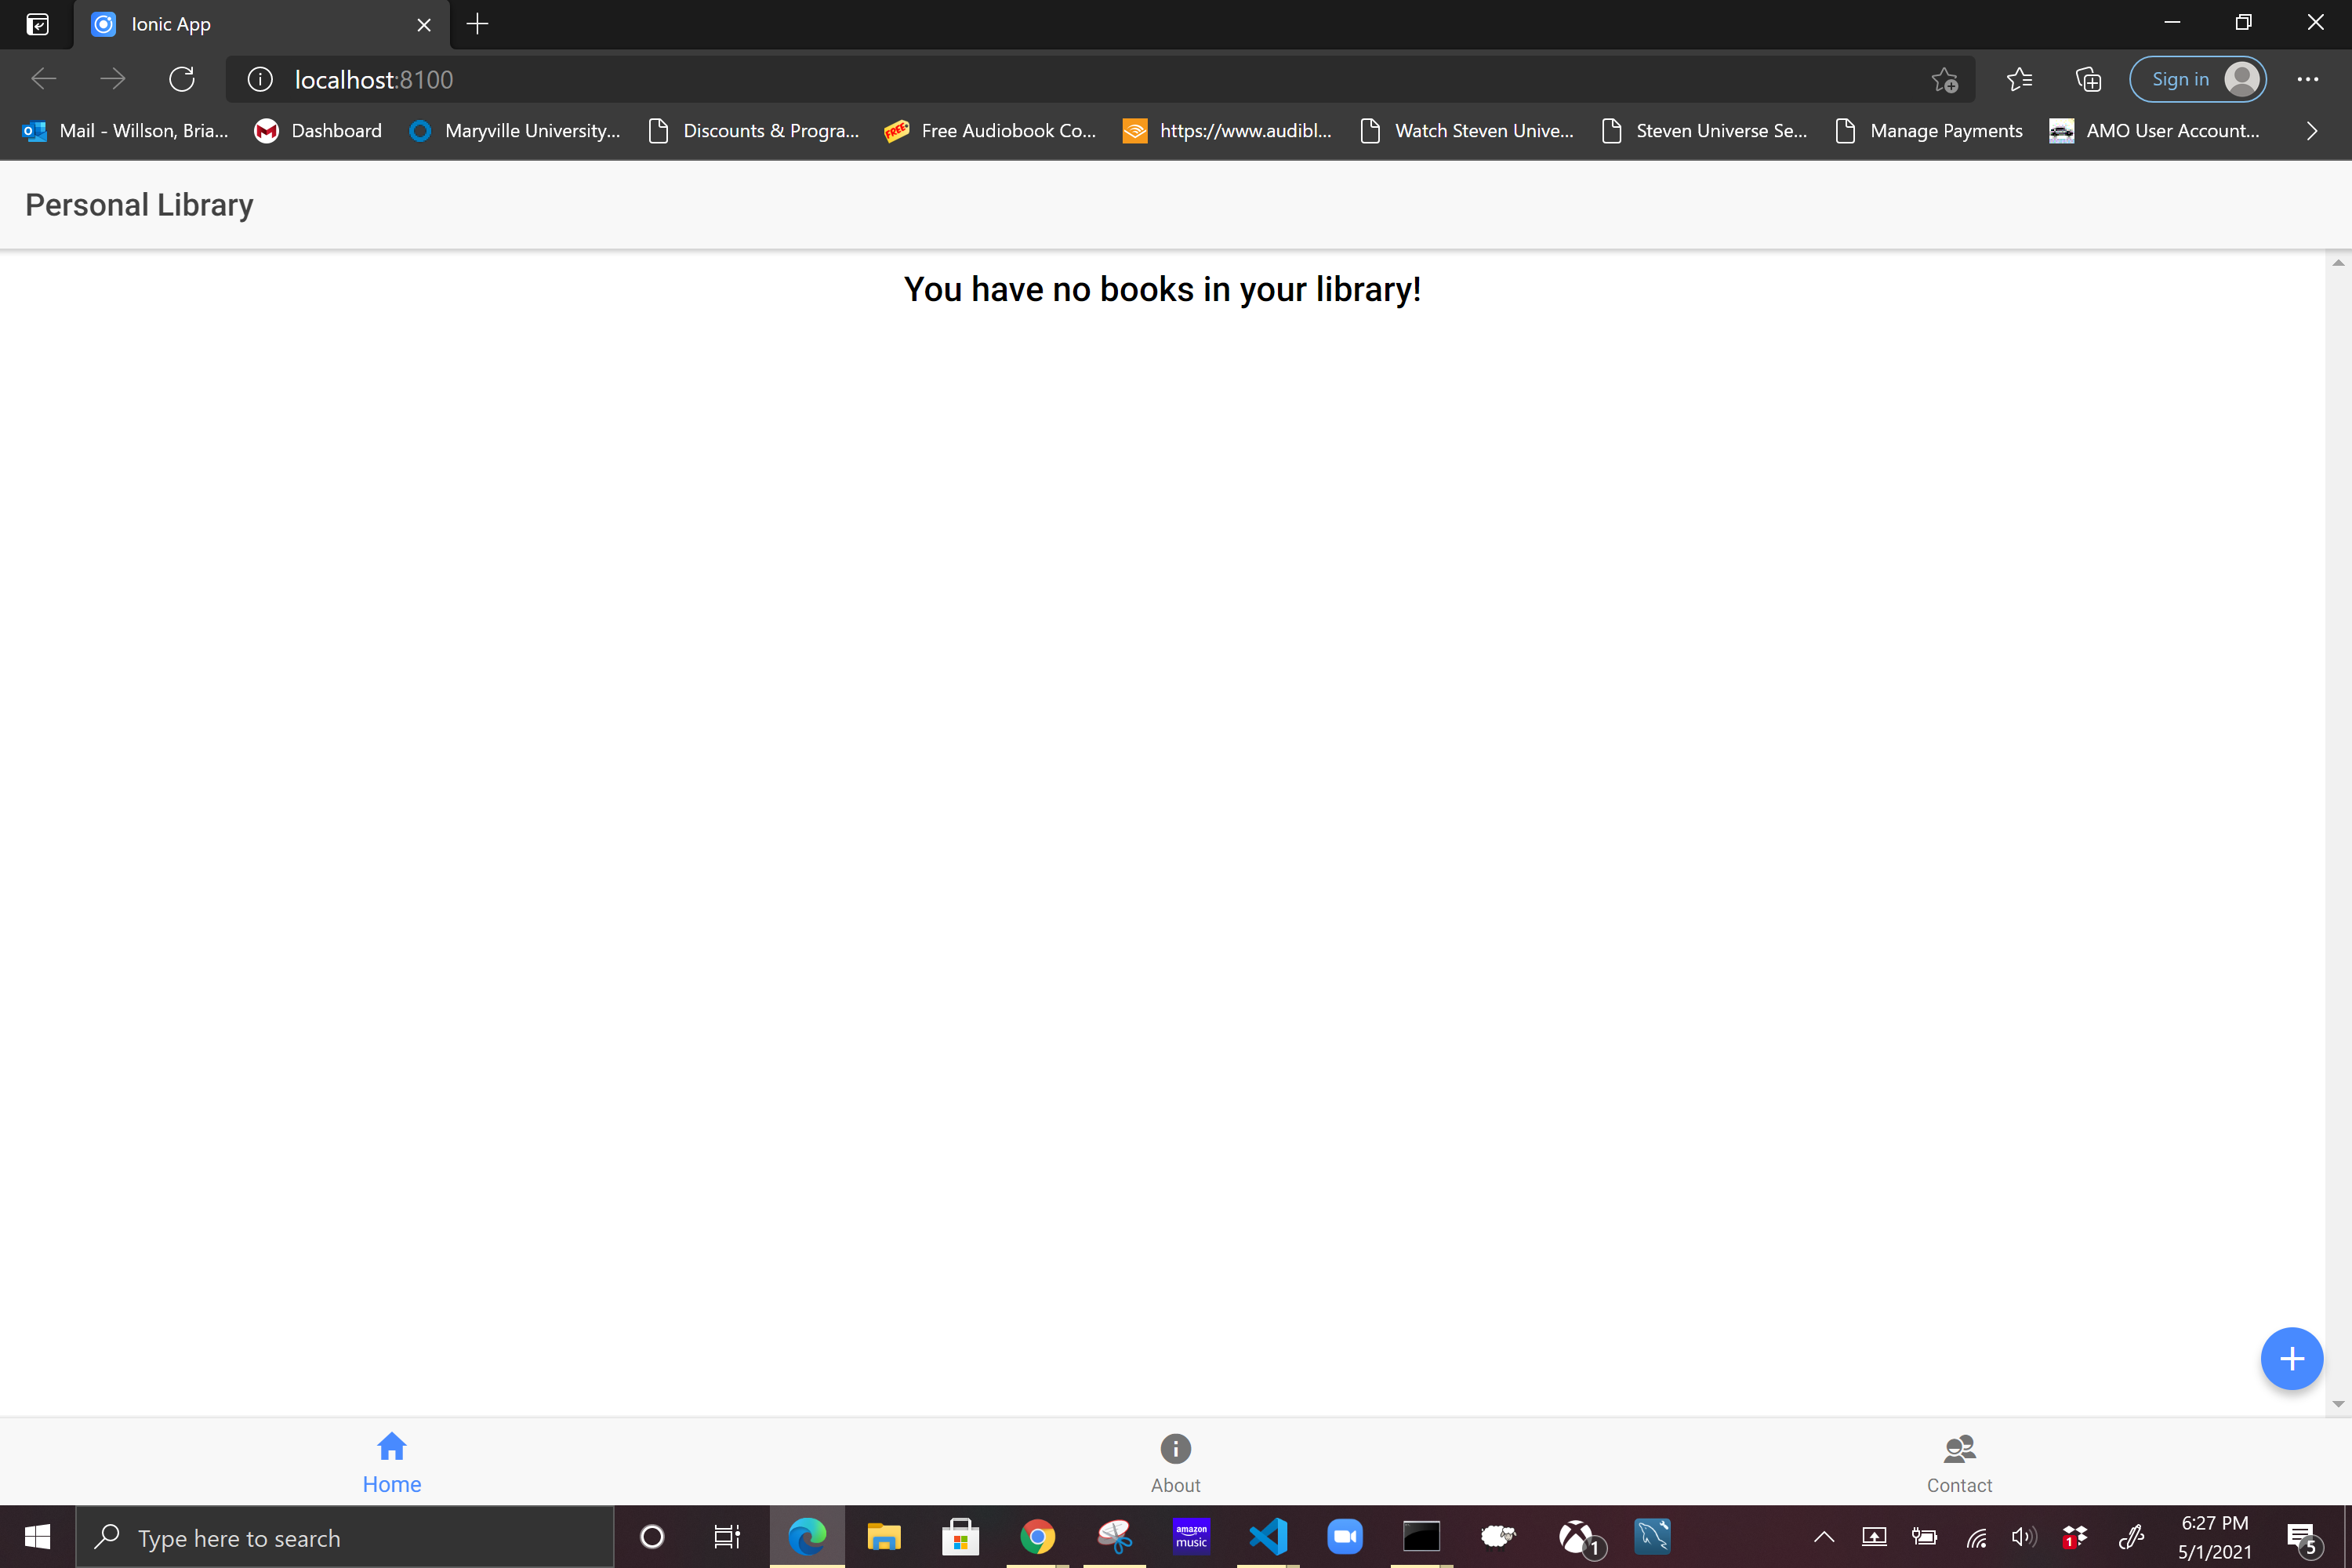 Ionic App
localhost:8100
Sign in
Mail - Willson, Bria...
Dashboard
Maryville University...
Discounts & Progra...
FREE
Free Audiobook Co...
https://www.audibl...
Watch Steven Unive...
Steven Universe Se...
Manage Payments
AMO User Account...
Personal Library
You have no books in your library!
Home
About
Contact
Type here to search
amazon
music
1
1
6:27 PM
5/1/2021
5